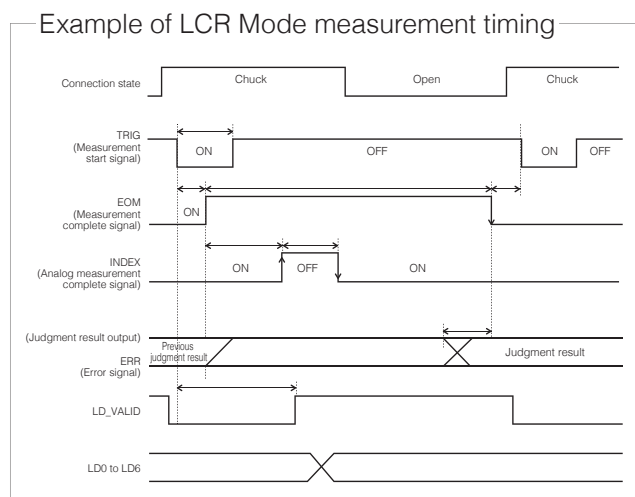 Example of LCR Mode measurement timing
Connection state
Chuck
Open
Chuck
TRIG
(Measurement
start signal)
ON
OFF
ON
OFF
EOM
(Measurement
complete signal)
ON
INDEX
(Analog measurement
complete signal)
ON
OFF
ON
(Judgment result output)
ERR
(Error signal)
Previous
judgment result
Judgment result
LD_VALID
LD0 to LD6